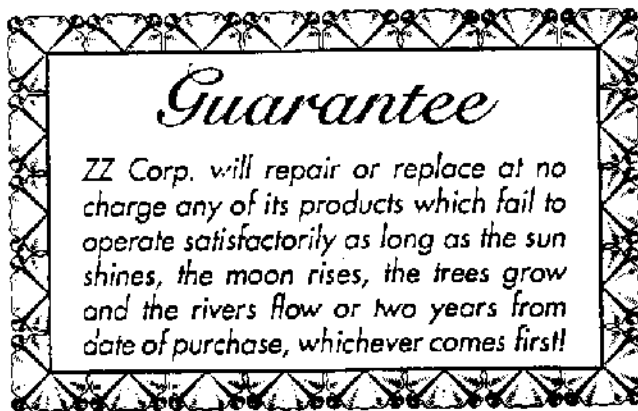 Guarantee
ZZ Corp. will repair or replace at no
charge any of its products which fail to
operate satisfactorily as long as the sun
shines, the moon rises, the trees grow
and the rivers flow or two years from
date of purchase, whichever comes first!